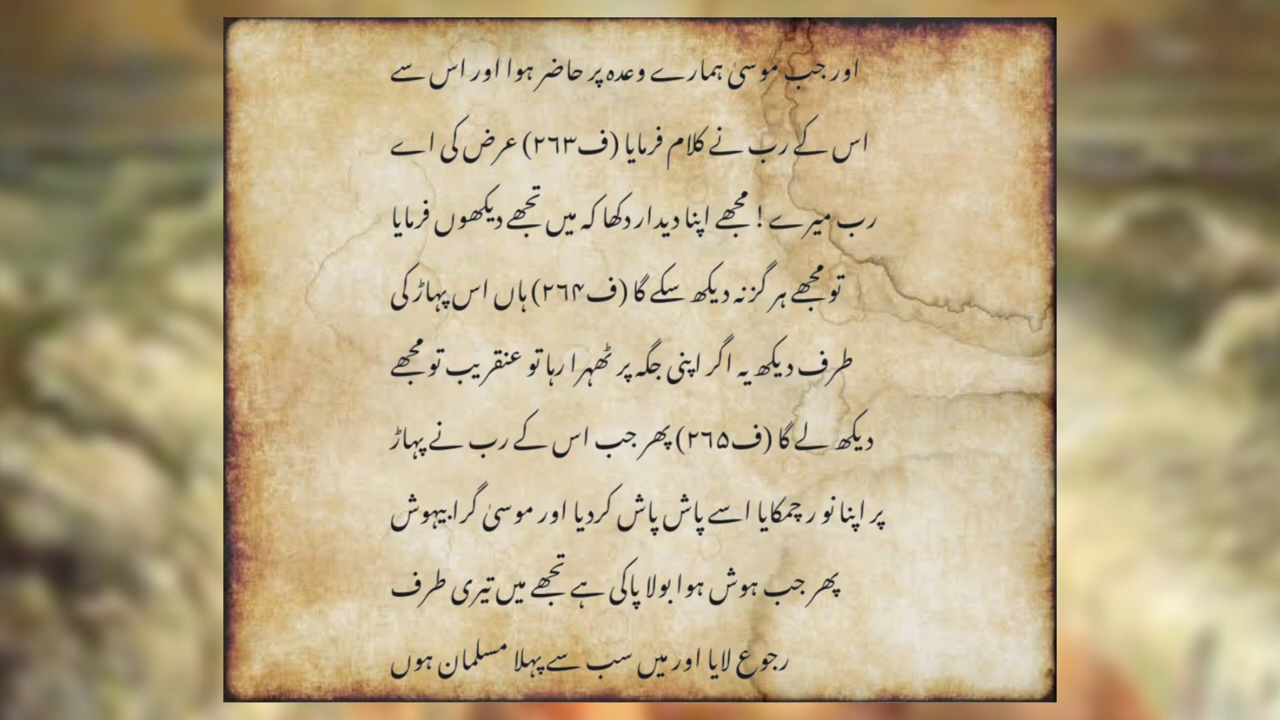 اور جب موسیٰ ہمارے وعدہ پر حاضر ہوا اور اس سے
اس کے رب نے کلام فرمایا (ف۲٦۳) عرض کی اے
رب میرے! مجھے اپنا دیدار دکھا کہ میں تجھے دیکھوں فرمایا
تو مجھے ہر گز نہ دیکھ سکے گا (ف۲٦۴) ہاں اس پہاڑ کی
طرف دیکھ یہ اگر اپنی جگہ پر ٹھہرا رہا تو عنقریب تو مجھے
دیکھ لے گا (ف۲٦۵) پھر جب اس کے رب نے پہاڑ
پر اپنا نور چمکایا اسے پاش پاش کردیا اور موسیٰ گرا بیہوش
پھر جب ہوش ہوا بولا پاکی ہے تجھے میں تیری طرف
رجوع لایا اور میں سب سے پہلا مسلمان ہوں